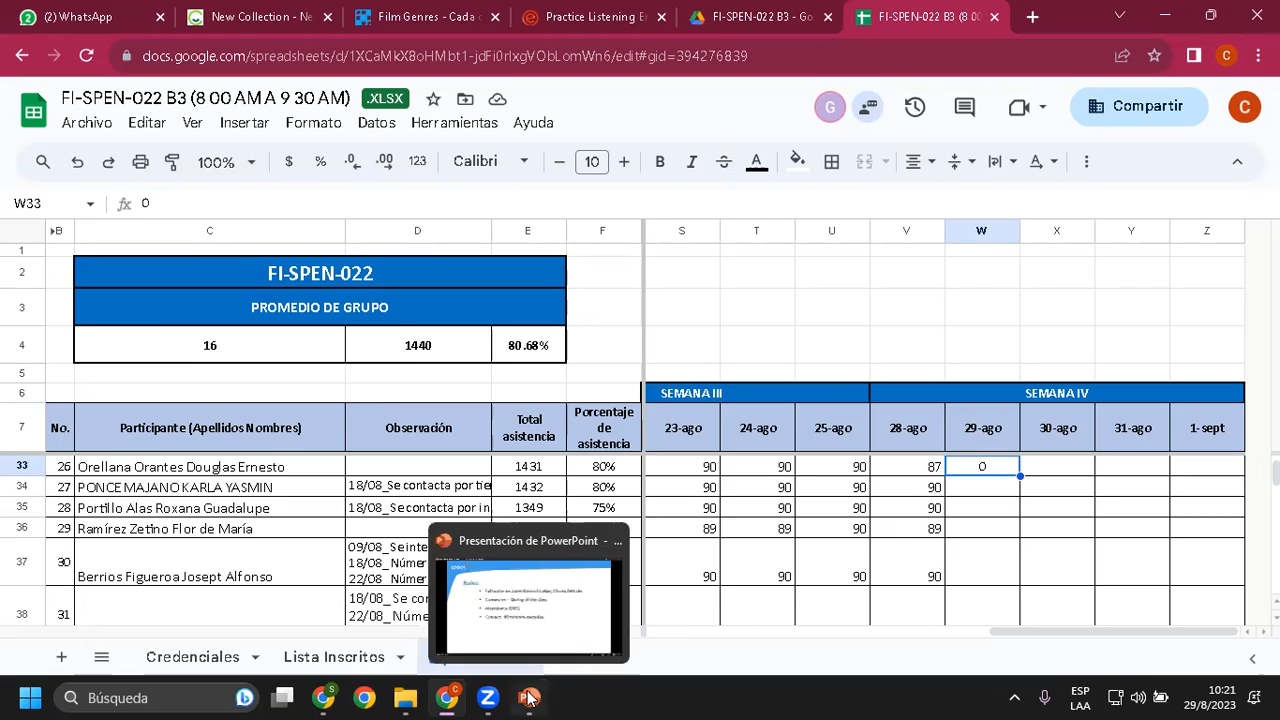 WhatsApp
New Collection - Ne
Film Genres - Cada c
Practice Listening Er
FI-SPEN-022 B3 - Go
FI-SPEN-022 B3 (8 00
docs.google.com/spreadsheets/d/1XCaMkX8oHMbt1-jdFi0rIxgVObLomWn6/edit#gid=394276839
C
FI-SPEN-022 B3 (8 00 AM A 9 30 AM)
.XLSX
G
Compartir
C
Archivo Editar Ver Insertar Formato Datos Herramientas Ayuda
100% $ % .0 .00 123 Calibri 10 B I A
W33 fx 0
B C D E F S T U V W X Y Z
1
2 FI-SPEN-022
3 PROMEDIO DE GRUPO
4 16 1440 80.68%
5
6 SEMANA III SEMANA IV
7 No. Participante (Apellidos Nombres) Observación Total asistencia Porcentaje de asistencia 23-ago 24-ago 25-ago 28-ago 29-ago 30-ago 31-ago 1-sept
33 26 Orellana Orantes Douglas Ernesto 1431 80% 90 90 90 87 0
34 27 PONCE MAJANO KARLA YASMIN 18/08_Se contacta por tie 1432 80% 90 90 90 90
35 28 Portillo Alas Roxana Guadalupe 18/08_Se contacta por in 1349 75% 90 90 90 90
36 29 Ramírez Zetino Flor de María 89 89 90 89
37 30 Berrios Figueroa Josept Alfonso 90 90 90 90
09/08_Se inte
18/08_Númer
22/08 Númer
38 31
18/08_Se co
22/08_Núme
Presentación de PowerPoint - ...
Credenciales Lista Inscritos
Búsqueda
ESP
LAA
10:21
29/8/2023